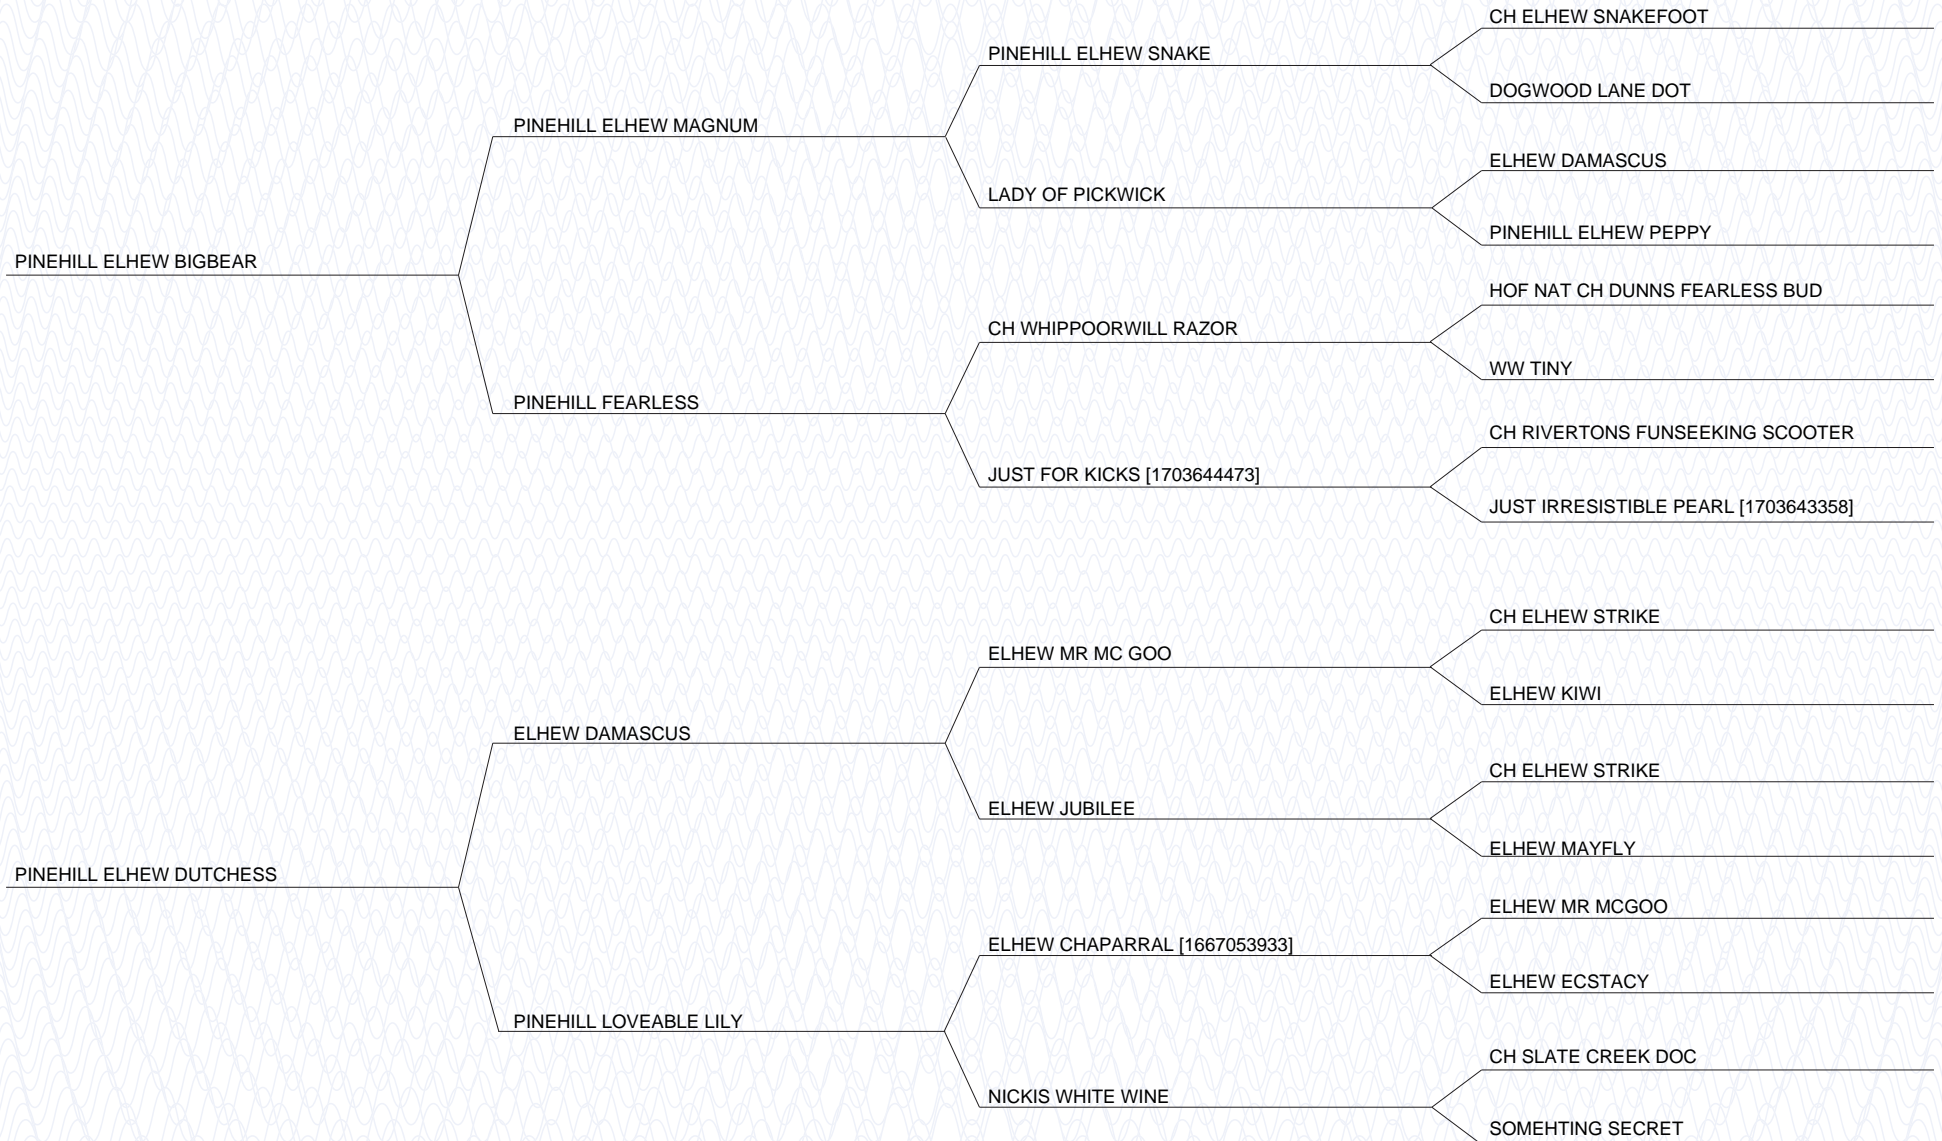 CH ELHEW SNAKEFOOT
PINEHILL ELHEW SNAKE
DOGWOOD LANE DOT
PINEHILL ELHEW MAGNUM
ELHEW DAMASCUS
LADY OF PICKWICK
PINEHILL ELHEW PEPPY
PINEHILL ELHEW BIGBEAR
HOF NAT CH DUNNS FEARLESS BUD
CH WHIPPOORWILL RAZOR
WW TINY
PINEHILL FEARLESS
CH RIVERTONS FUNSEEKING SCOOTER
JUST FOR KICKS [1703644473]
JUST IRRESISTIBLE PEARL [1703643358]
CH ELHEW STRIKE
ELHEW MR MC GOO
ELHEW KIWI
ELHEW DAMASCUS
CH ELHEW STRIKE
ELHEW JUBILEE
ELHEW MAYFLY
PINEHILL ELHEW DUTCHESS
ELHEW MR MCGOO
ELHEW CHAPARRAL [1667053933]
ELHEW ECSTACY
PINEHILL LOVEABLE LILY
CH SLATE CREEK DOC
NICKIS WHITE WINE
SOMEHTING SECRET